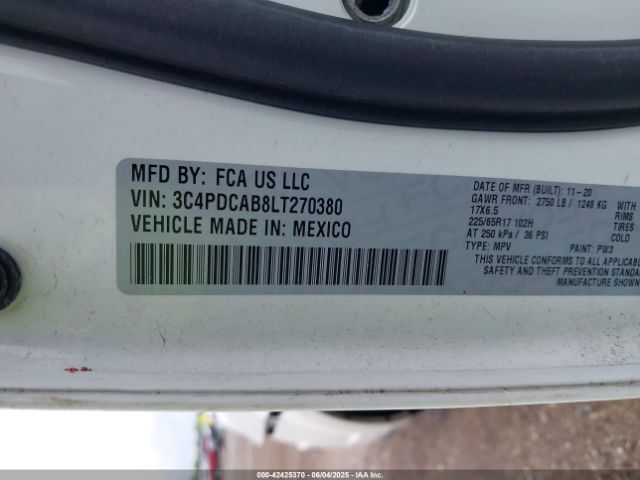 MFD BY: FCA US LLC
VIN: 3C4PDCAB8LT270380
VEHICLE MADE IN: MEXICO
DATE OF MFR (BUILT): 11-20
GAWR FRONT: 2750 LB / 1248 KG WITH
17X6.5 RIMS
225/65R17 102H TIRES
AT 250 kPa / 36 PSI COLD
TYPE: MPV PAINT: PW3
THIS VEHICLE CONFORMS TO ALL APPLICABL
SAFETY AND THEFT PREVENTION STANDA
MANUFACTURE SHOWN
000-42425370 06/04/2025 - IAAI.com